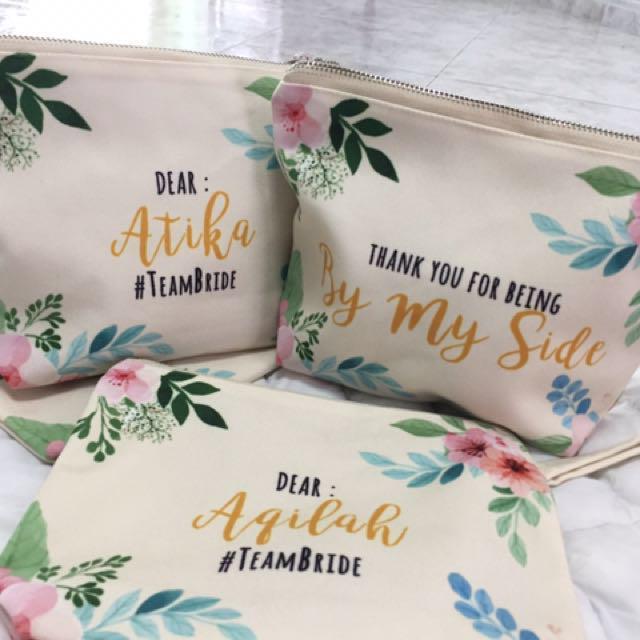 DEAR :
Atika
#TEAMBRIDE
THANK YOU FOR BEING
By My Side
DEAR :
Aqilah
#TEAMBRIDE